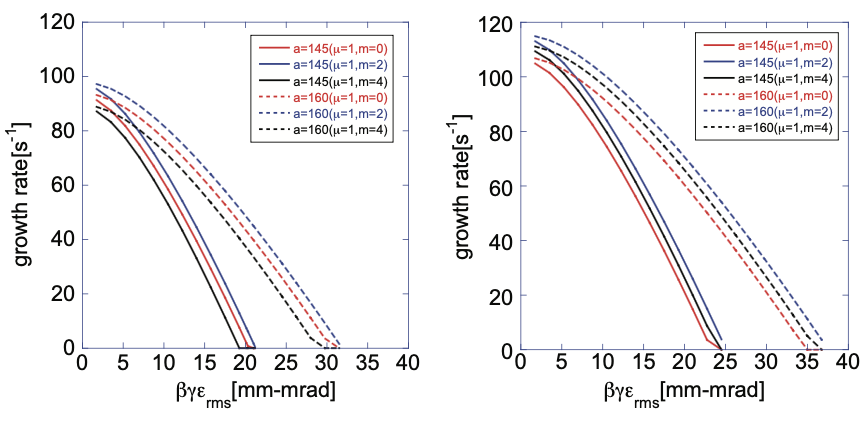 120
100
80
60
40
20
0
growth rate[s⁻¹]
a=145(μ=1,m=0)
a=145(μ=1,m=2)
a=145(μ=1,m=4)
a=160(μ=1,m=0)
a=160(μ=1,m=2)
a=160(μ=1,m=4)
0 5 10 15 20 25 30 35 40
βγε_rms[mm-mrad]
120
100
80
60
40
20
0
growth rate[s⁻¹]
a=145(μ=1,m=0)
a=145(μ=1,m=2)
a=145(μ=1,m=4)
a=160(μ=1,m=0)
a=160(μ=1,m=2)
a=160(μ=1,m=4)
0 5 10 15 20 25 30 35 40
βγε_rms[mm-mrad]